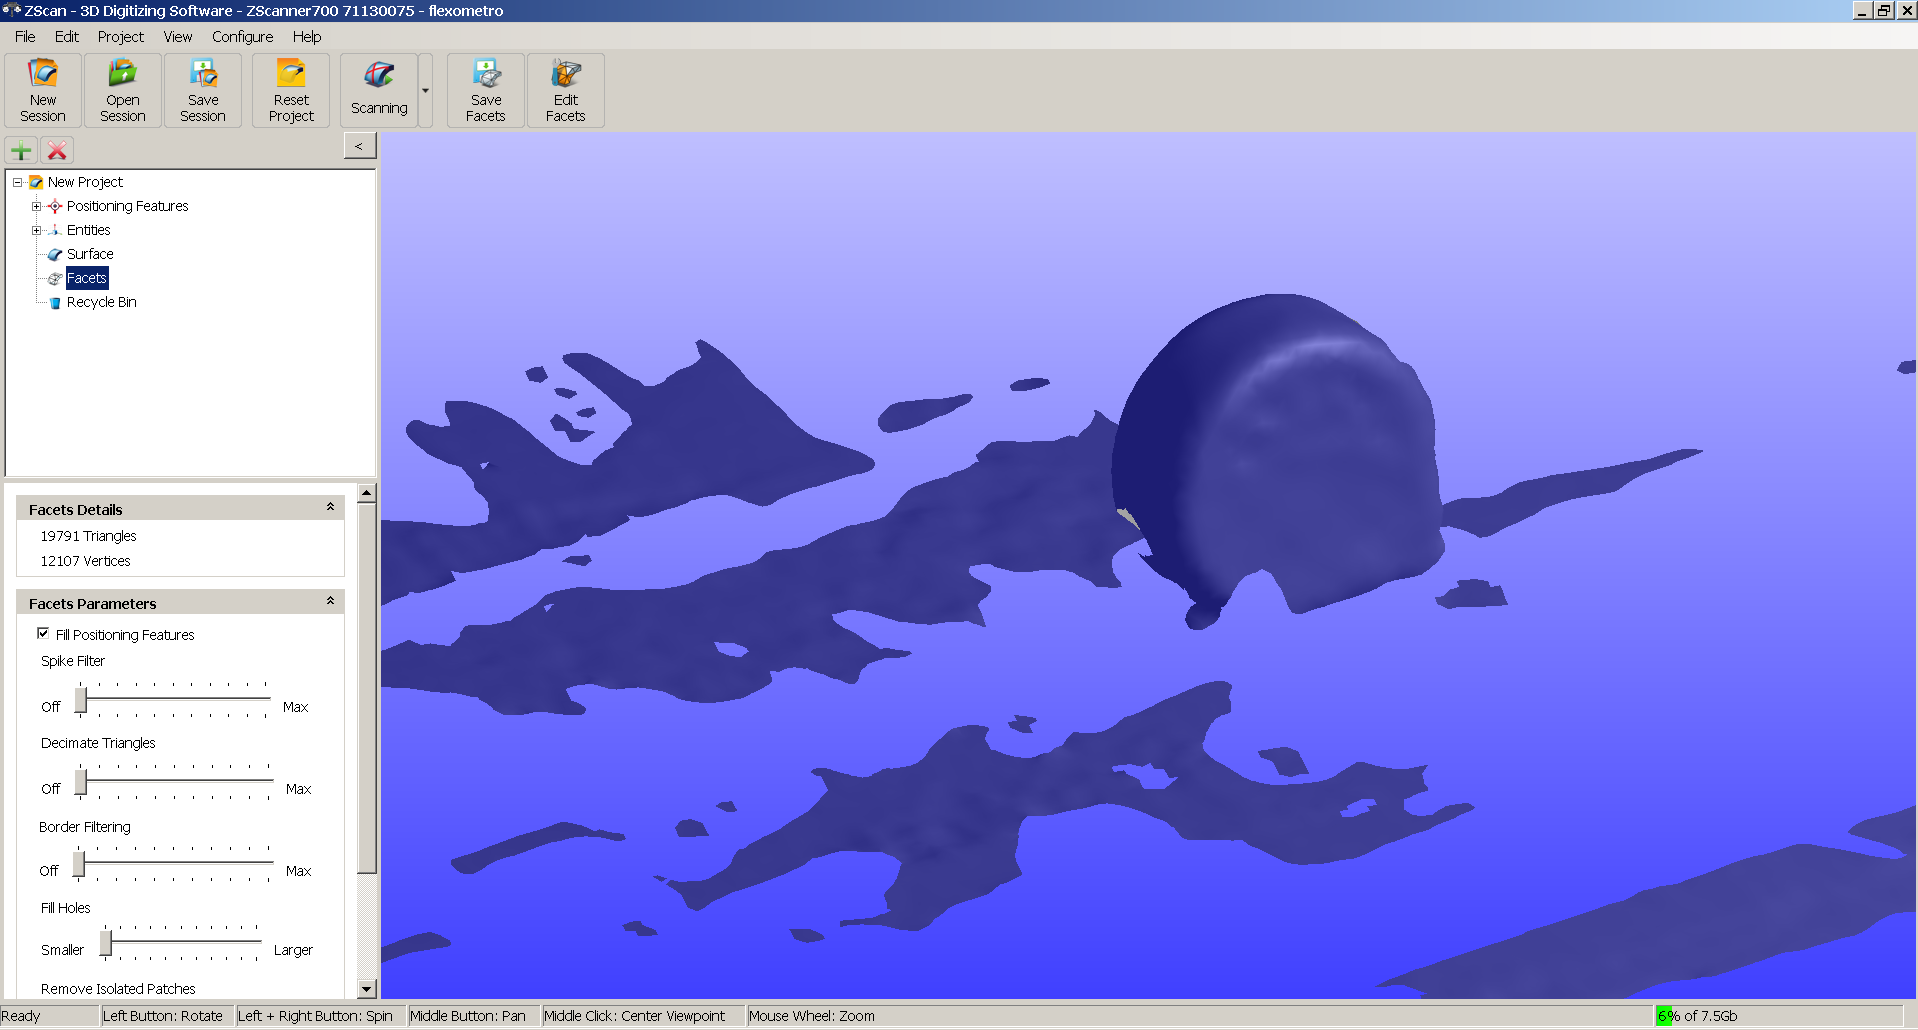 ZScan - 3D Digitizing Software - ZScanner700 71130075 - flexometro
File Edit Project View Configure Help
New Session
Open Session
Save Session
Reset Project
Scanning
Save Facets
Edit Facets
<
New Project
Positioning Features
Entities
Surface
Facets
Recycle Bin
Facets Details
19791 Triangles
12107 Vertices
Facets Parameters
Fill Positioning Features
Spike Filter
Off Max
Decimate Triangles
Off Max
Border Filtering
Off Max
Fill Holes
Smaller Larger
Remove Isolated Patches
Ready Left Button: Rotate Left + Right Button: Spin Middle Button: Pan Middle Click: Center Viewpoint Mouse Wheel: Zoom 6% of 7.5Gb